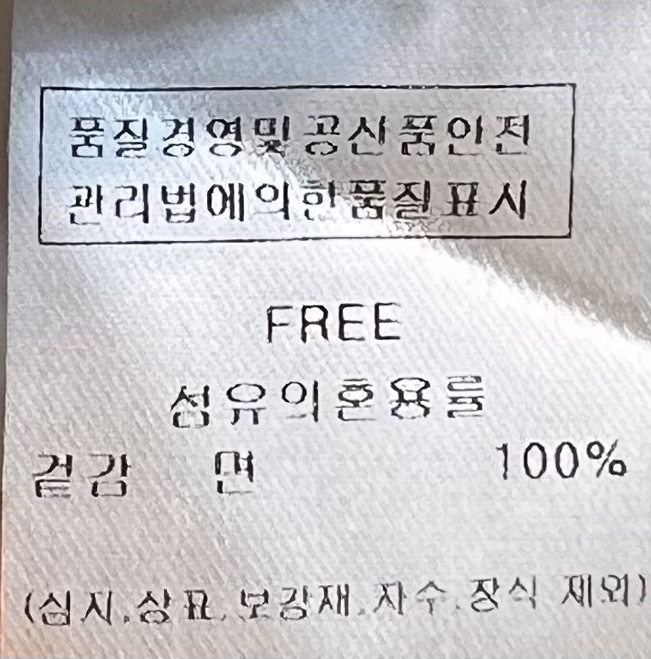 품질경영및공산품안전
관리법에의한품질표시
FREE
섬유의혼용률
겉감 면 100%
(심지,상표,보강재,자수,장식 제외)